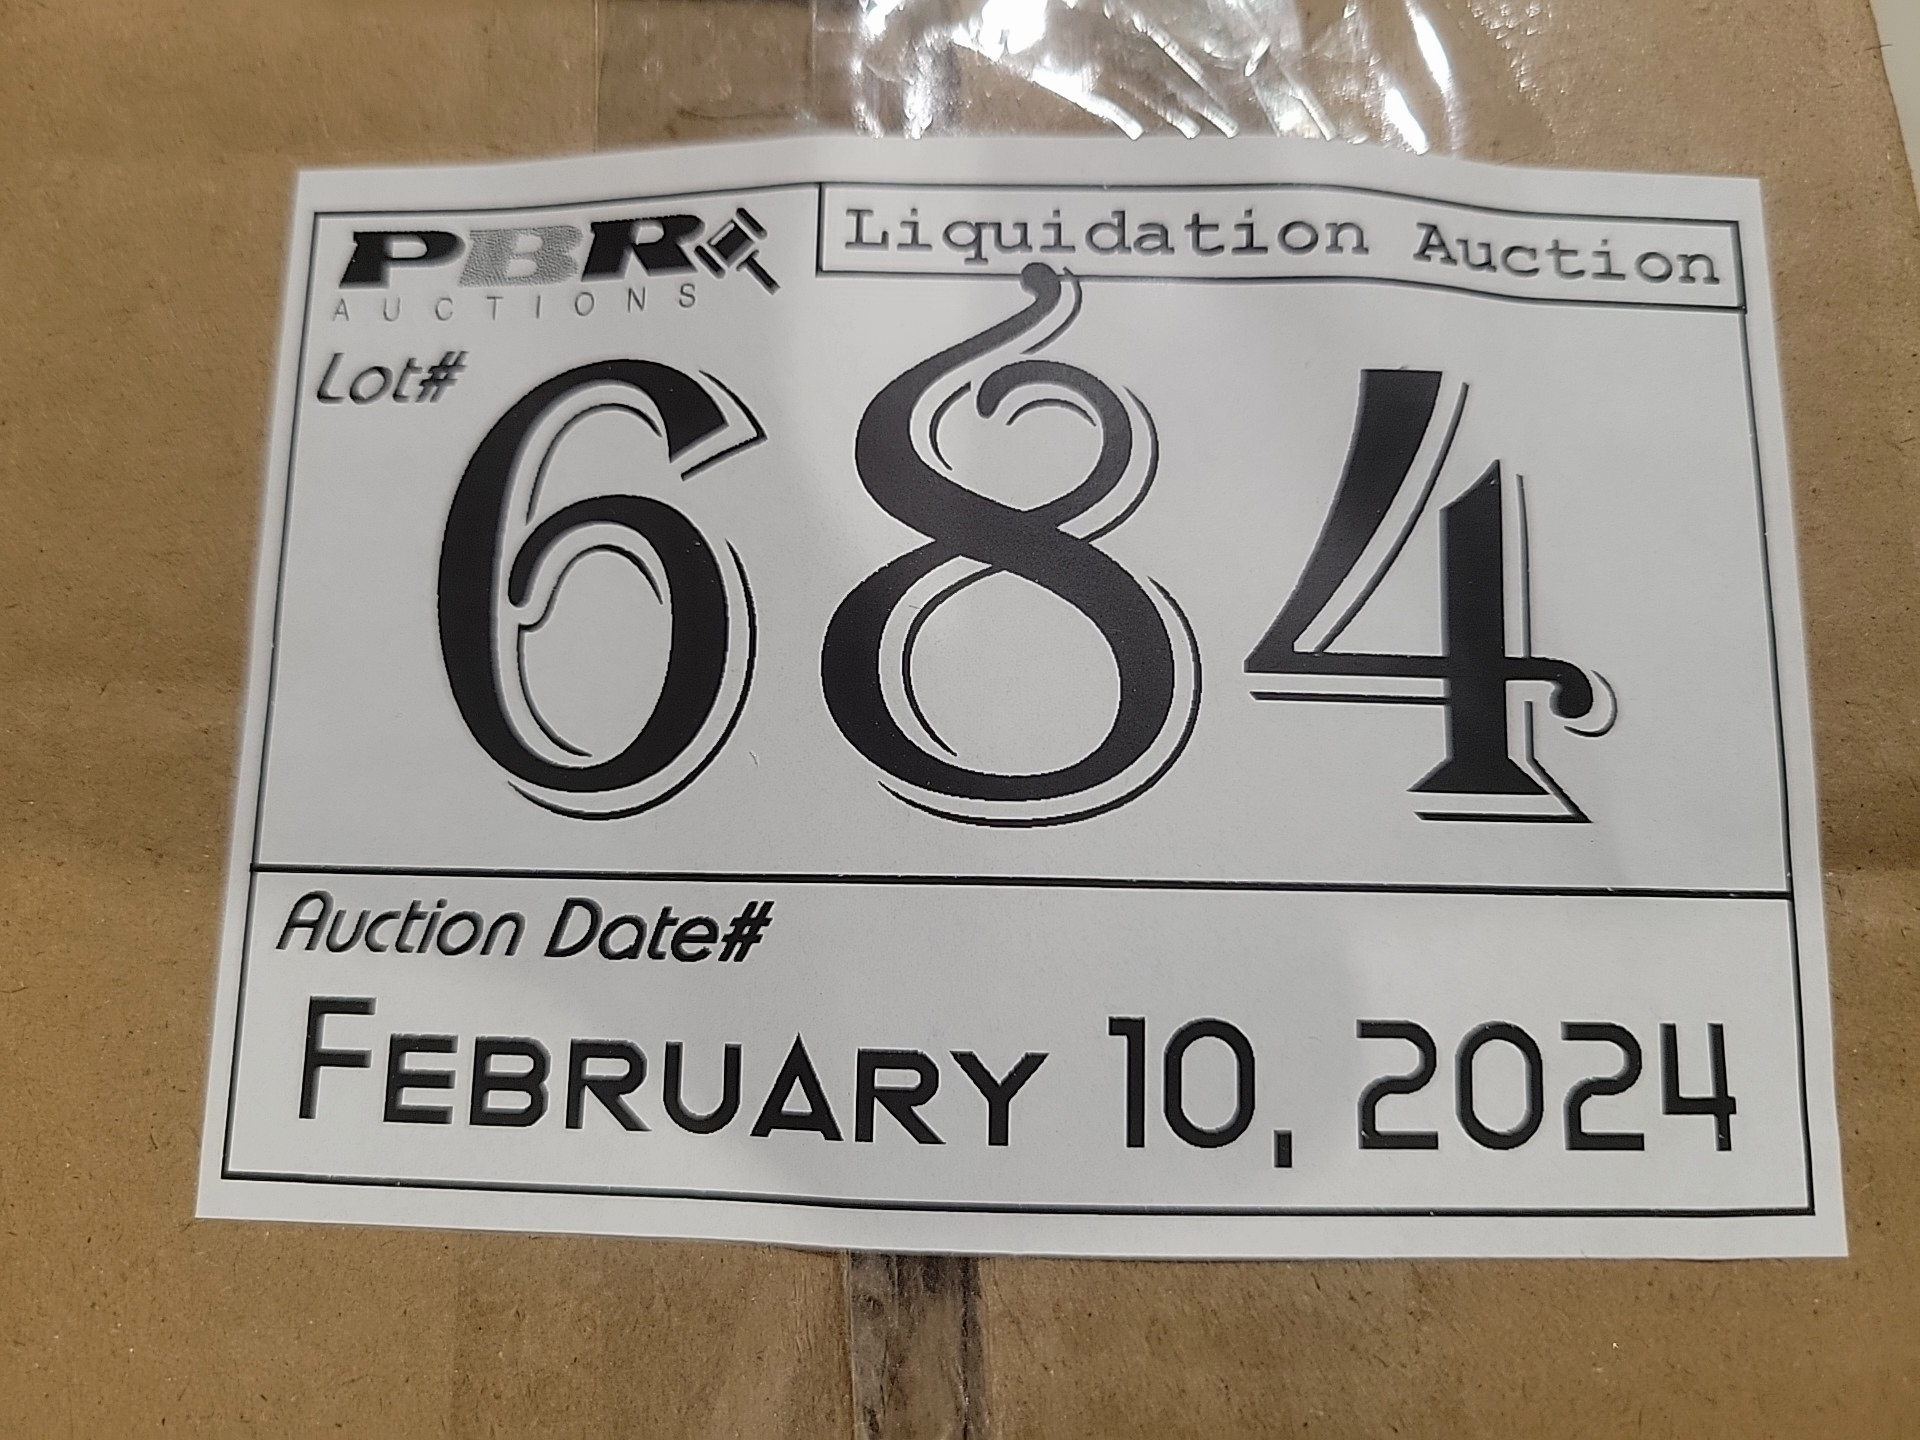 PBR
AUCTIONS
Liquidation Auction
Lot#
684
Auction Date#
FEBRUARY 10, 2024